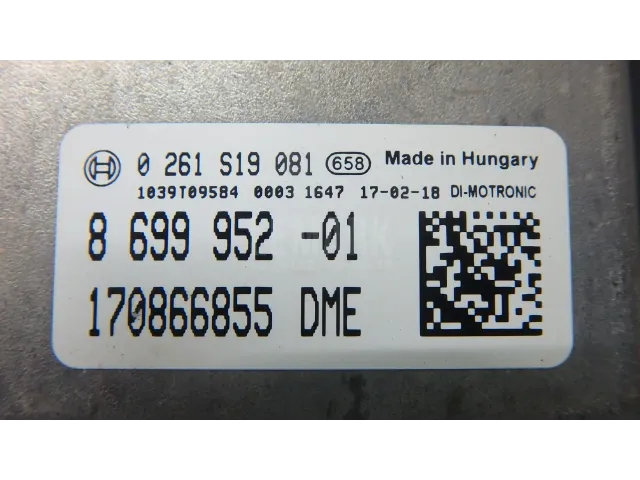 0 261 S19 081 658 Made in Hungary
1039T09584 0003 1647 17-02-18 DI-MOTRONIC
8 699 952 -01
170866855 DME